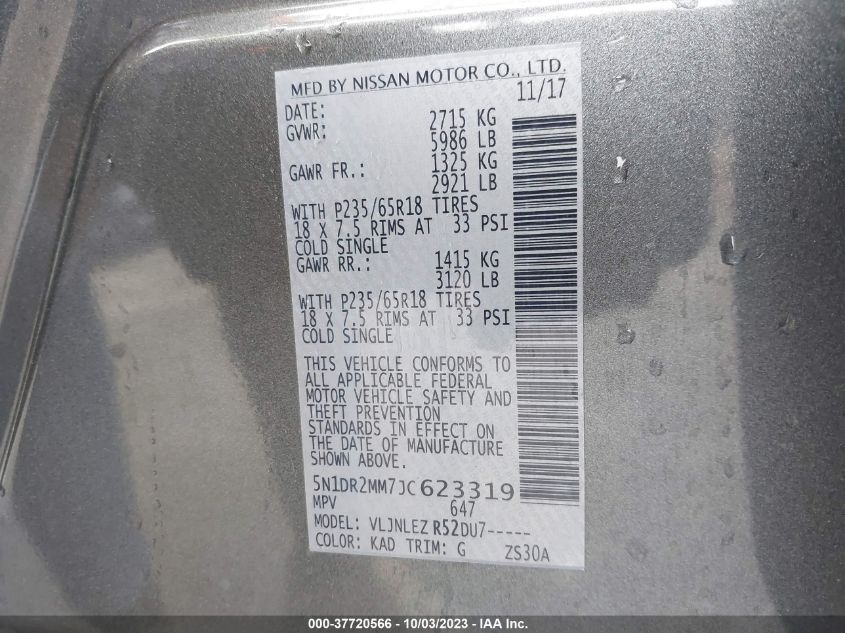 MFD BY NISSAN MOTOR CO., LTD.
DATE: 11/17
GVWR: 2715 KG
5986 LB
GAWR FR.: 1325 KG
2921 LB
WITH P235/65R18 TIRES
18 X 7.5 RIMS AT 33 PSI
COLD SINGLE
GAWR RR.: 1415 KG
3120 LB
WITH P235/65R18 TIRES
18 X 7.5 RIMS AT 33 PSI
COLD SINGLE
THIS VEHICLE CONFORMS TO
ALL APPLICABLE FEDERAL
MOTOR VEHICLE SAFETY AND
THEFT PREVENTION
STANDARDS IN EFFECT ON
THE DATE OF MANUFACTURE
SHOWN ABOVE.
5N1DR2MM7JC623319
MPV 647
MODEL: VLJNLEZ R52DU7-----
COLOR: KAD TRIM: G ZS30A
000-37720566 - 10/03/2023 - COPYRIGHT IAA, Inc.